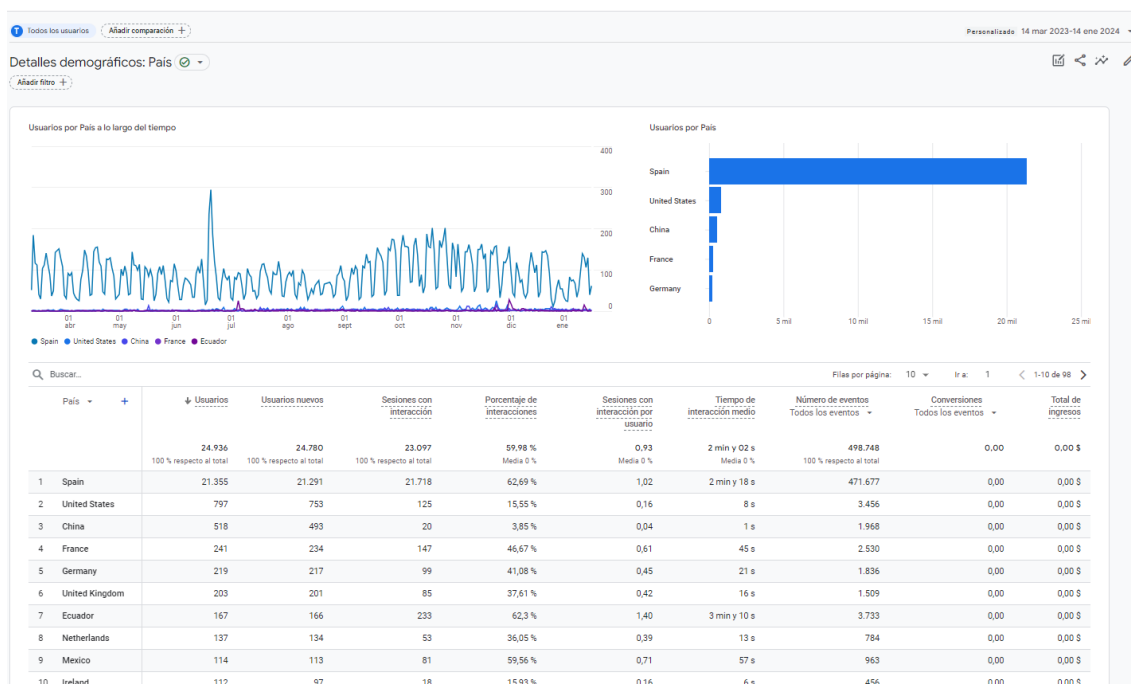 T Todos los usuarios Añadir comparación + Personalizado 14 mar 2023-14 ene 2024
Detalles demográficos: País
Añadir filtro +
Usuarios por País a lo largo del tiempo
400
300
200
100
0
01 abr 01 may 01 jun 01 jul 01 ago 01 sept 01 oct 01 nov 01 dic 01 ene
Spain United States China France Ecuador
Usuarios por País
Spain
United States
China
France
Germany
0 5 mil 10 mil 15 mil 20 mil 25 mil
Buscar... Filas por página: 10 Ir a: 1 < 1-10 de 98 >
País + ↓ Usuarios Usuarios nuevos Sesiones con interacción Porcentaje de interacciones Sesiones con interacción por usuario Tiempo de interacción medio Número de eventos Todos los eventos Conversiones Todos los eventos Total de ingresos
24.936 24.780 23.097 59,98 % 0,93 2 min y 02 s 498.748 0,00 0,00 $
100 % respecto al total 100 % respecto al total 100 % respecto al total Media 0 % Media 0 % Media 0 % 100 % respecto al total
1 Spain 21.355 21.291 21.718 62,69 % 1,02 2 min y 18 s 471.677 0,00 0,00 $
2 United States 797 753 125 15,55 % 0,16 8 s 3.456 0,00 0,00 $
3 China 518 493 20 3,85 % 0,04 1 s 1.968 0,00 0,00 $
4 France 241 234 147 46,67 % 0,61 45 s 2.530 0,00 0,00 $
5 Germany 219 217 99 41,08 % 0,45 21 s 1.836 0,00 0,00 $
6 United Kingdom 203 201 85 37,61 % 0,42 16 s 1.509 0,00 0,00 $
7 Ecuador 167 166 233 62,3 % 1,40 3 min y 10 s 3.733 0,00 0,00 $
8 Netherlands 137 134 53 36,05 % 0,39 13 s 784 0,00 0,00 $
9 Mexico 114 113 81 59,56 % 0,71 57 s 963 0,00 0,00 $
10 Ireland 112 97 18 15,93 % 0,16 6 s 456 0,00 0,00 $